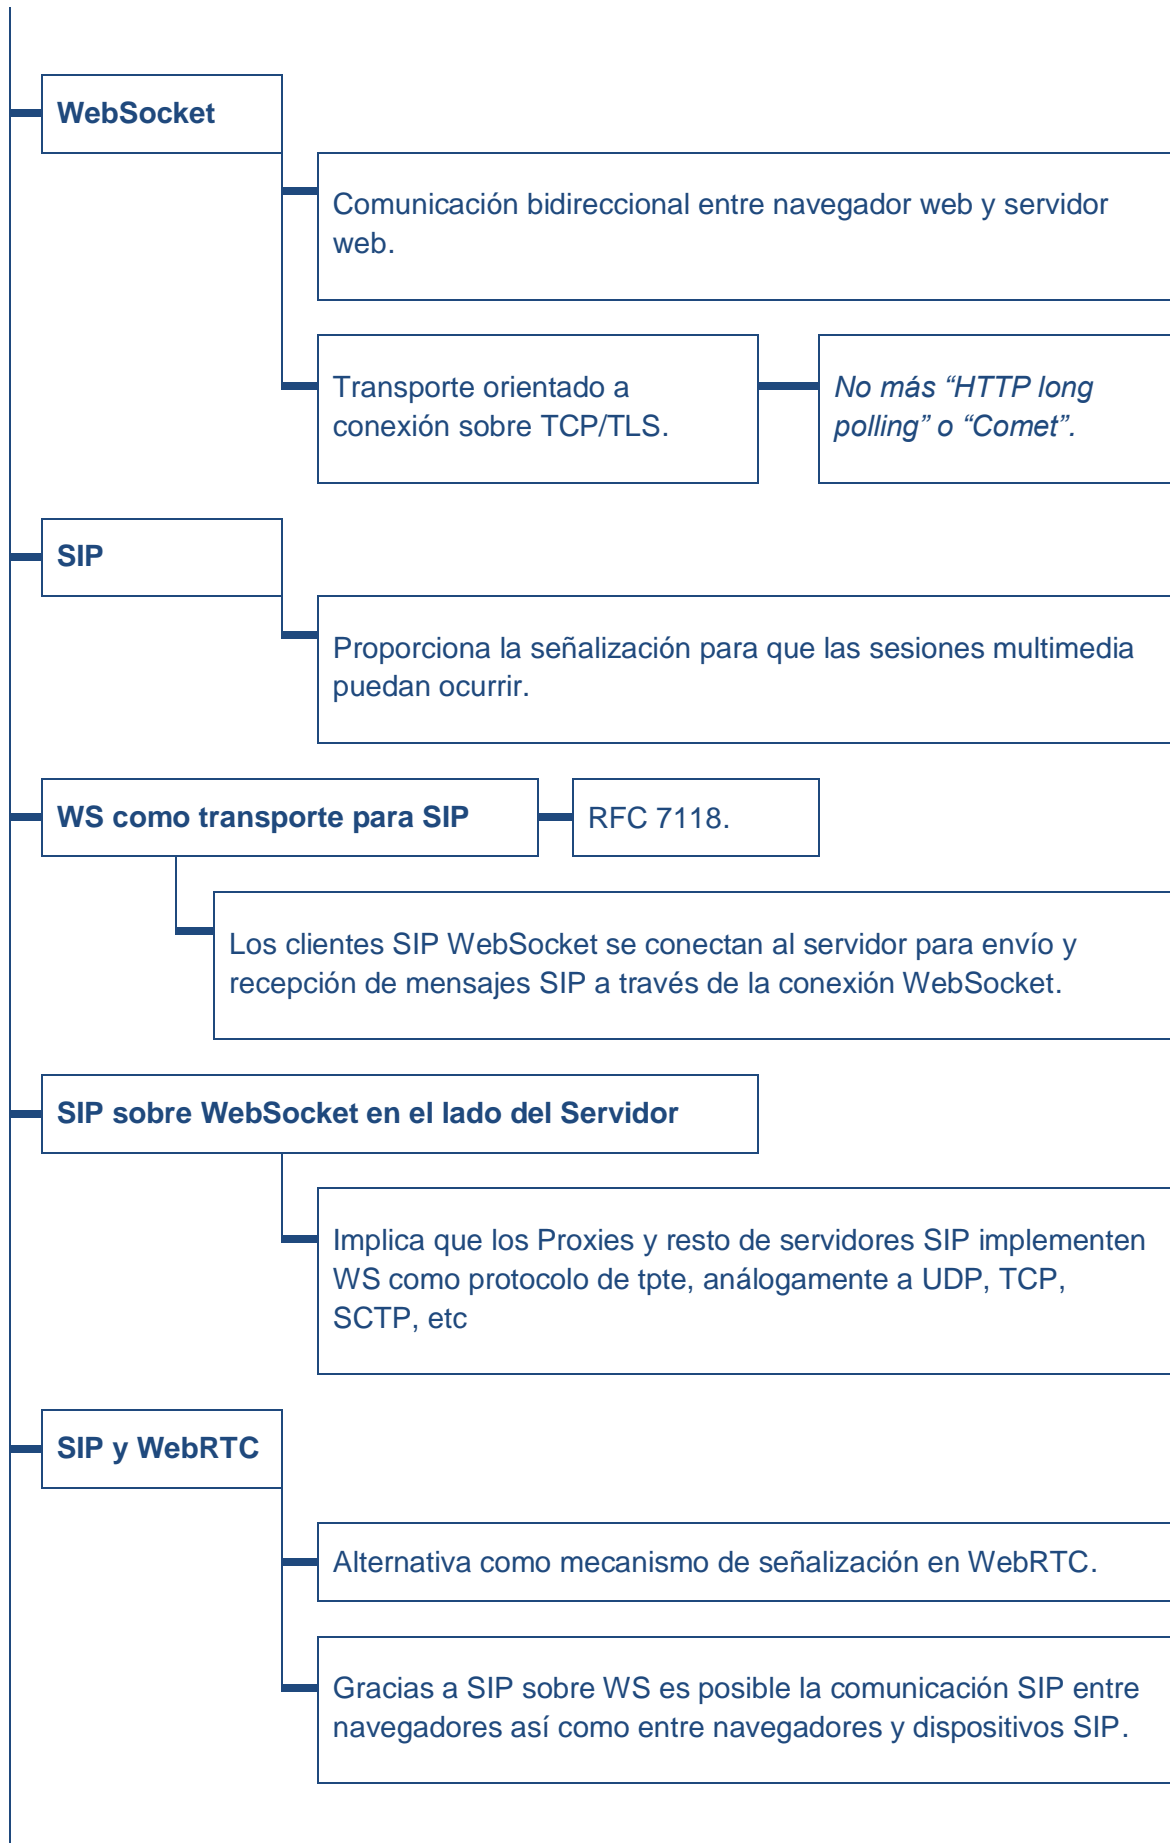 WebSocket
Comunicación bidireccional entre navegador web y servidor
web.
Transporte orientado a
conexión sobre TCP/TLS.
No más “HTTP long
polling” o “Comet”.
SIP
Proporciona la señalización para que las sesiones multimedia
puedan ocurrir.
WS como transporte para SIP
RFC 7118.
Los clientes SIP WebSocket se conectan al servidor para envío y
recepción de mensajes SIP a través de la conexión WebSocket.
SIP sobre WebSocket en el lado del Servidor
Implica que los Proxies y resto de servidores SIP implementen
WS como protocolo de tpte, análogamente a UDP, TCP,
SCTP, etc
SIP y WebRTC
Alternativa como mecanismo de señalización en WebRTC.
Gracias a SIP sobre WS es posible la comunicación SIP entre
navegadores así como entre navegadores y dispositivos SIP.